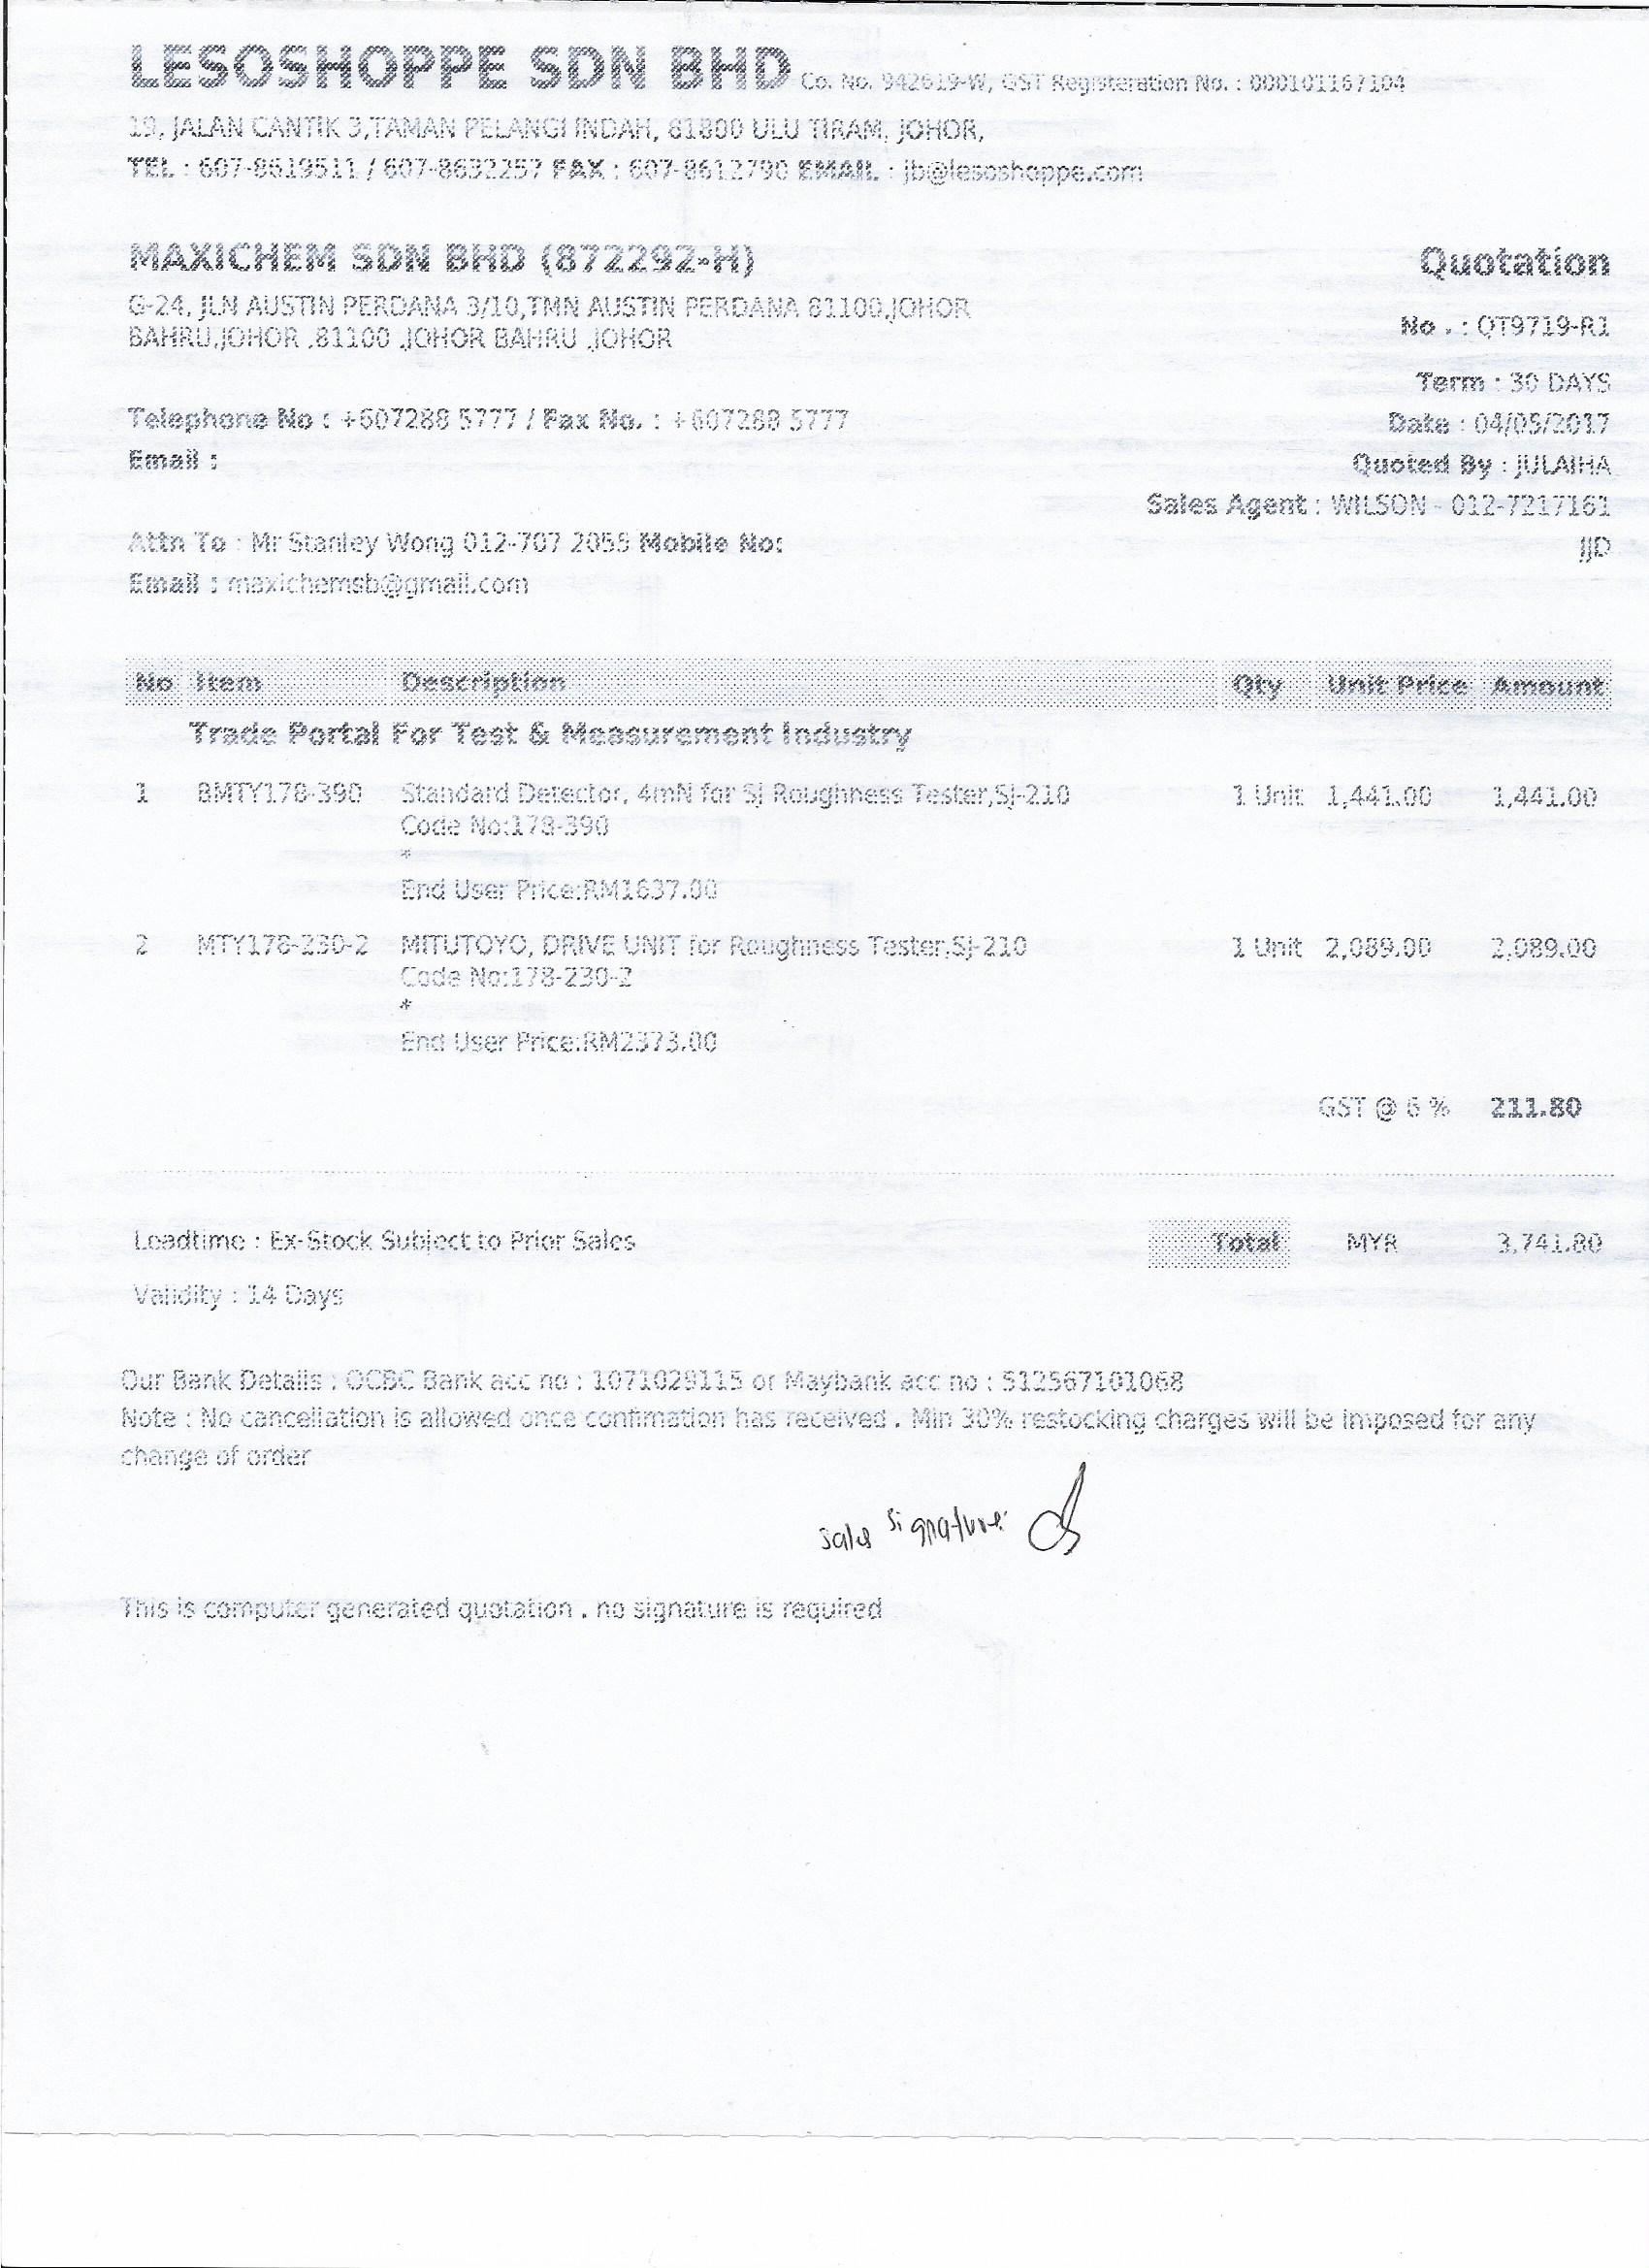 LESOSHOPPE SDN BHD Co. No. 942619-W, GST Registeration No. : 000101167104
19, JALAN CANTIK 3,TAMAN PELANGI INDAH, 81800 ULU TIRAM, JOHOR,
TEL : 607-8619511 / 607-8632257 FAX : 607-8612790 EMAIL : jb@lesoshoppe.com
MAXICHEM SDN BHD (872292-H)
Quotation
G-24, JLN AUSTIN PERDANA 3/10,TMN AUSTIN PERDANA 81100,JOHOR
BAHRU,JOHOR ,81100 ,JOHOR BAHRU ,JOHOR
No . : QT9719-R1
Term : 30 DAYS
Telephone No : +607288 5777 / Fax No. : +607288 5777
Date : 04/05/2017
Email :
Quoted By : JULAIHA
Sales Agent : WILSON - 012-7217161
Attn To : Mr Stanley Wong 012-707 2055 Mobile No:
JJD
Email : maxichemsb@gmail.com
No Item Description Qty Unit Price Amount
Trade Portal For Test & Measurement Industry
1 BMTY178-390 Standard Detector, 4mN for SJ Roughness Tester,SJ-210 1 Unit 1,441.00 1,441.00
Code No:178-390
*
End User Price:RM1637.00
2 MTY178-230-2 MITUTOYO, DRIVE UNIT for Roughness Tester,SJ-210 1 Unit 2,089.00 2,089.00
Code No:178-230-2
*
End User Price:RM2373.00
GST @ 6 % 211.80
Leadtime : Ex-Stock Subject to Prior Sales Total MYR 3,741.80
Validity : 14 Days
Our Bank Details : OCBC Bank acc no : 1071029115 or Maybank acc no : 512567101068
Note : No cancellation is allowed once confirmation has received . Min 30% restocking charges will be imposed for any
change of order
Sales Signature:
This is computer generated quotation . no signature is required